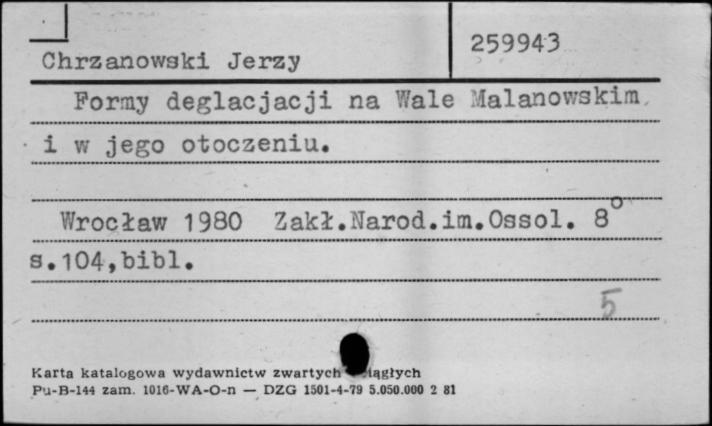 259943
Chrzanowski Jerzy
Formy deglacjacji na Wale Malanowskim
i w jego otoczeniu.
Wrocław 1980 Zakł.Narod.im.Ossol. 8°
s.104,bibl.
5
Karta katalogowa wydawnictw zwartych
Pu-B-144 zam. 1016-WA-O-n — DZG 1501-4-79 5.050.000 2 81